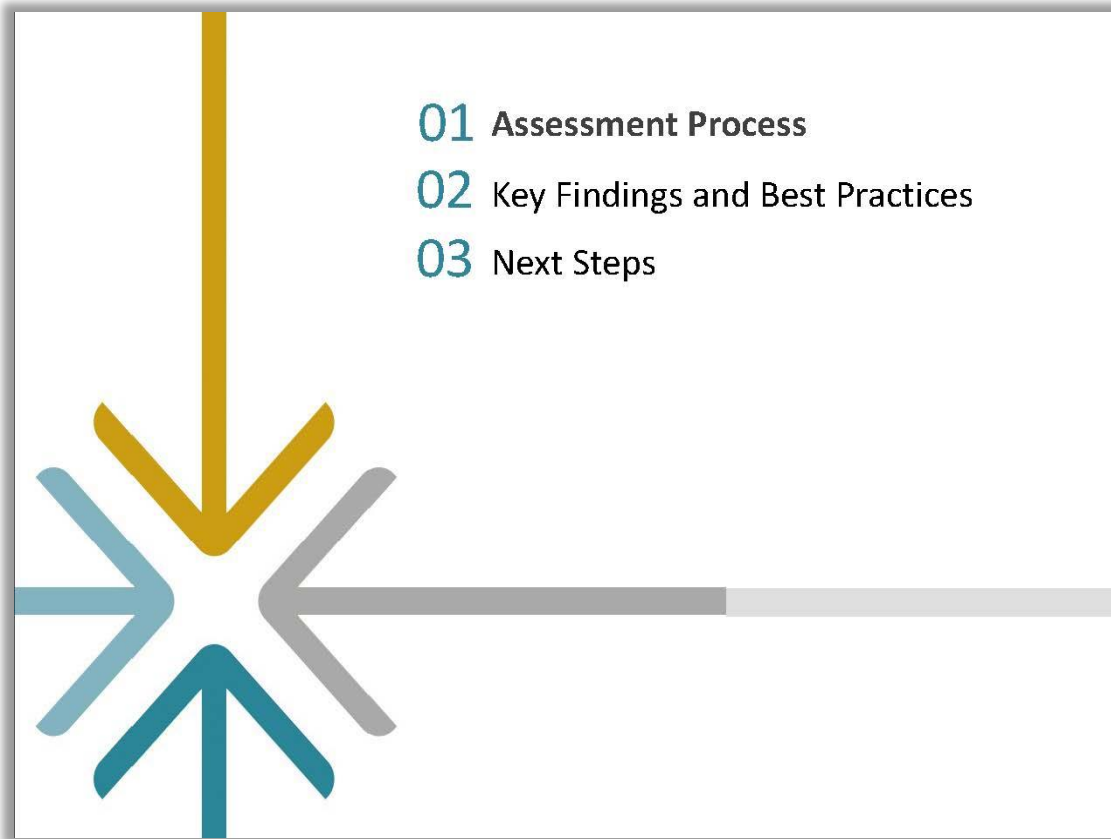 01 Assessment Process
02 Key Findings and Best Practices
03 Next Steps